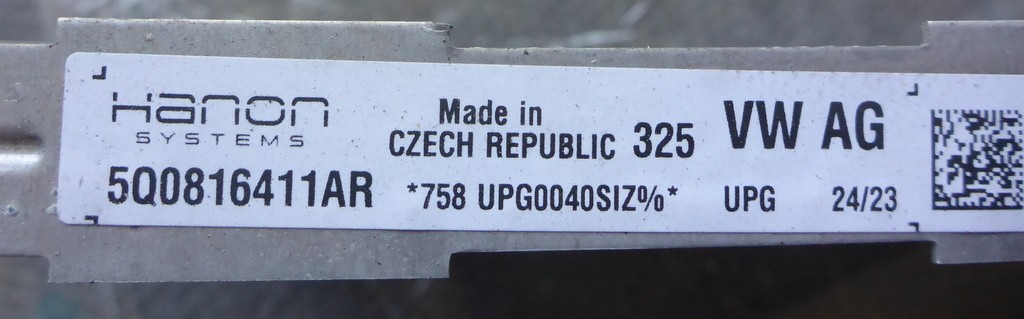 Hanon
SYSTEMS
Made in
CZECH REPUBLIC 325 VW AG
5Q0816411AR *758 UPG0040SIZ%* UPG 24/23